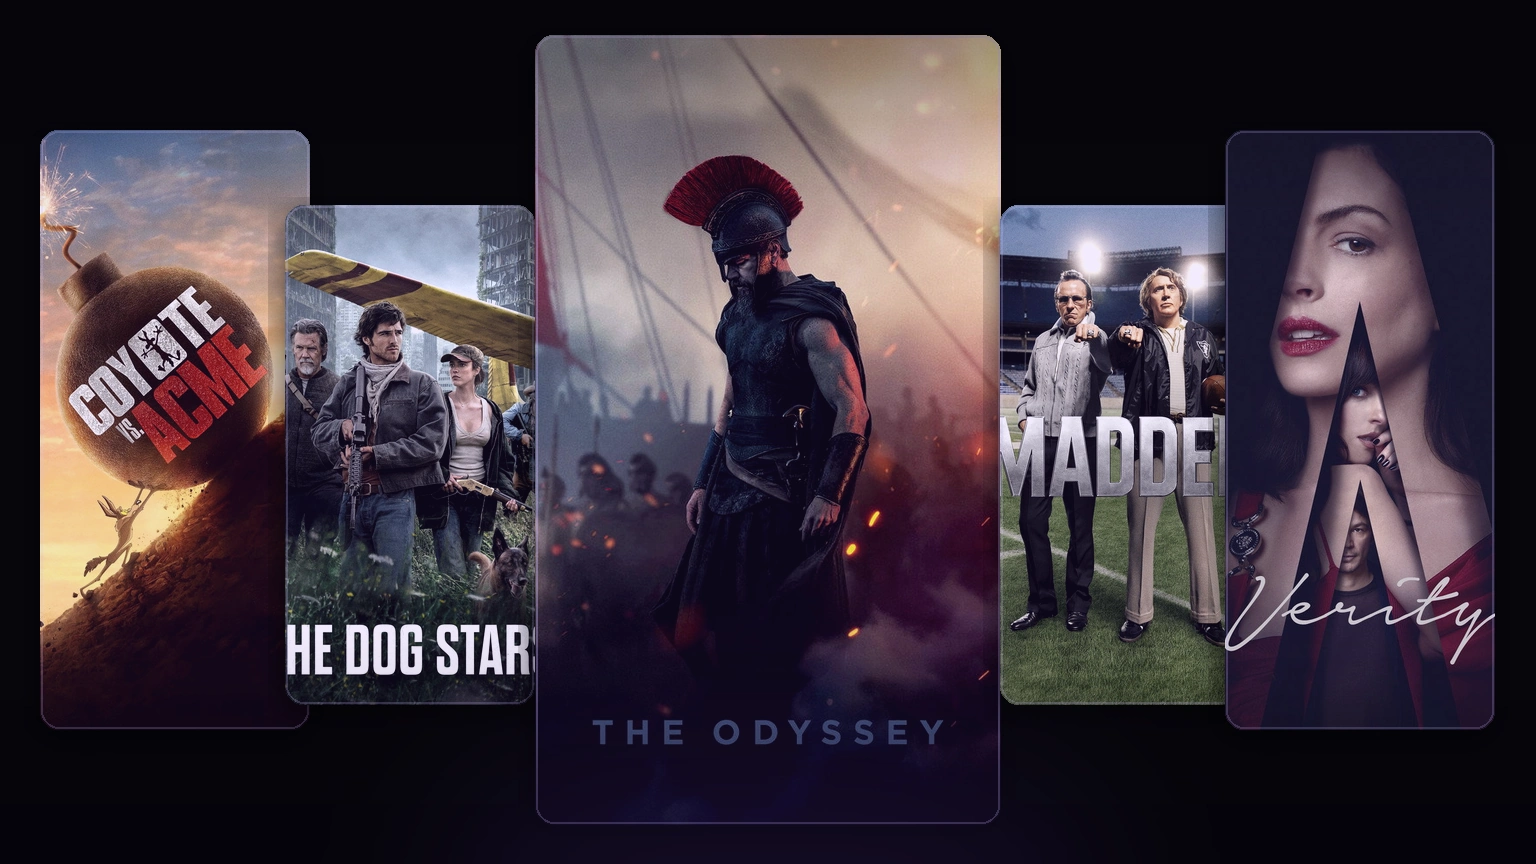 COYOTE
VS. ACME
HE DOG STARS
THE ODYSSEY
MADDE
Verity